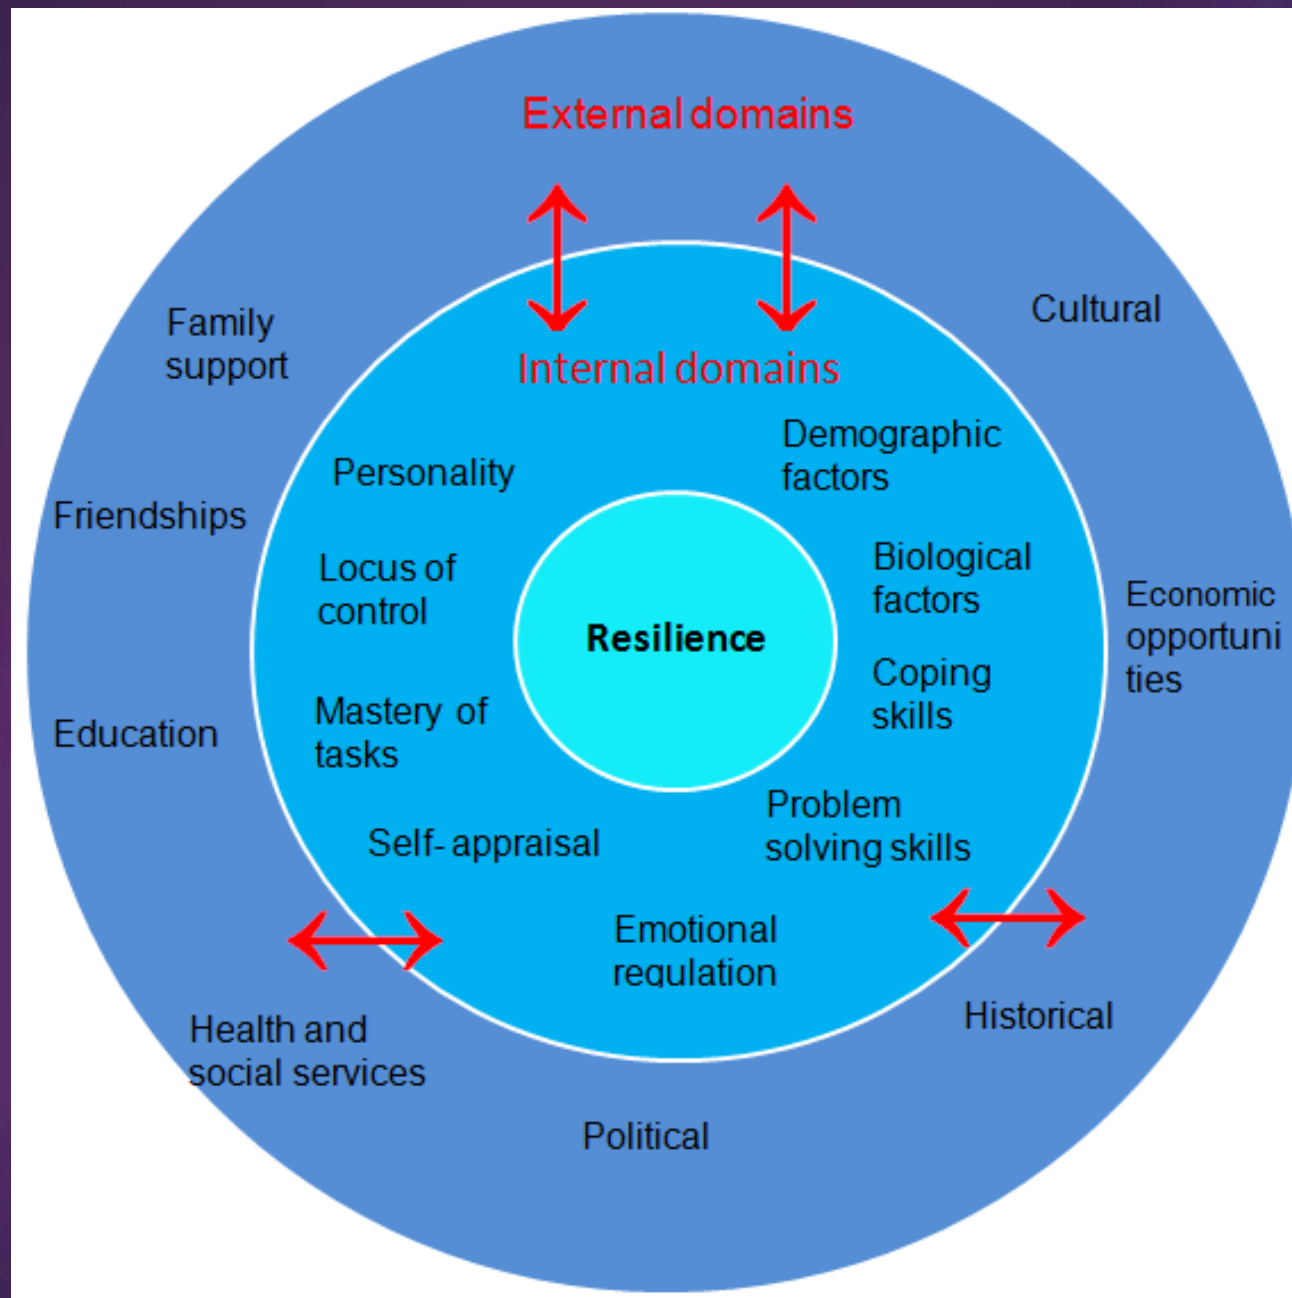 External domains
Internal domains
Family
support
Cultural
Friendships
Economic
opportuni
ties
Education
Health and
social services
Historical
Political
Personality
Demographic
factors
Locus of
control
Biological
factors
Mastery of
tasks
Coping
skills
Self- appraisal
Problem
solving skills
Emotional
regulation
Resilience